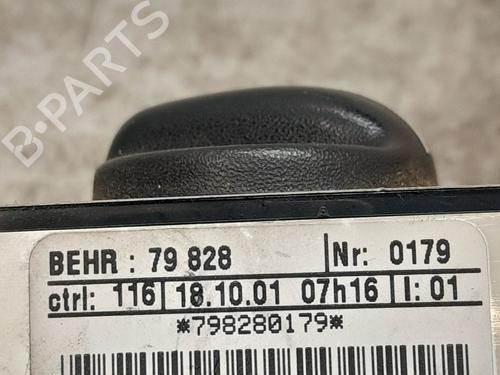 B-PARTS
BEHR : 79 828 Nr: 0179
ctrl: 116 18.10.01 07h16 I: 01
*798280179*